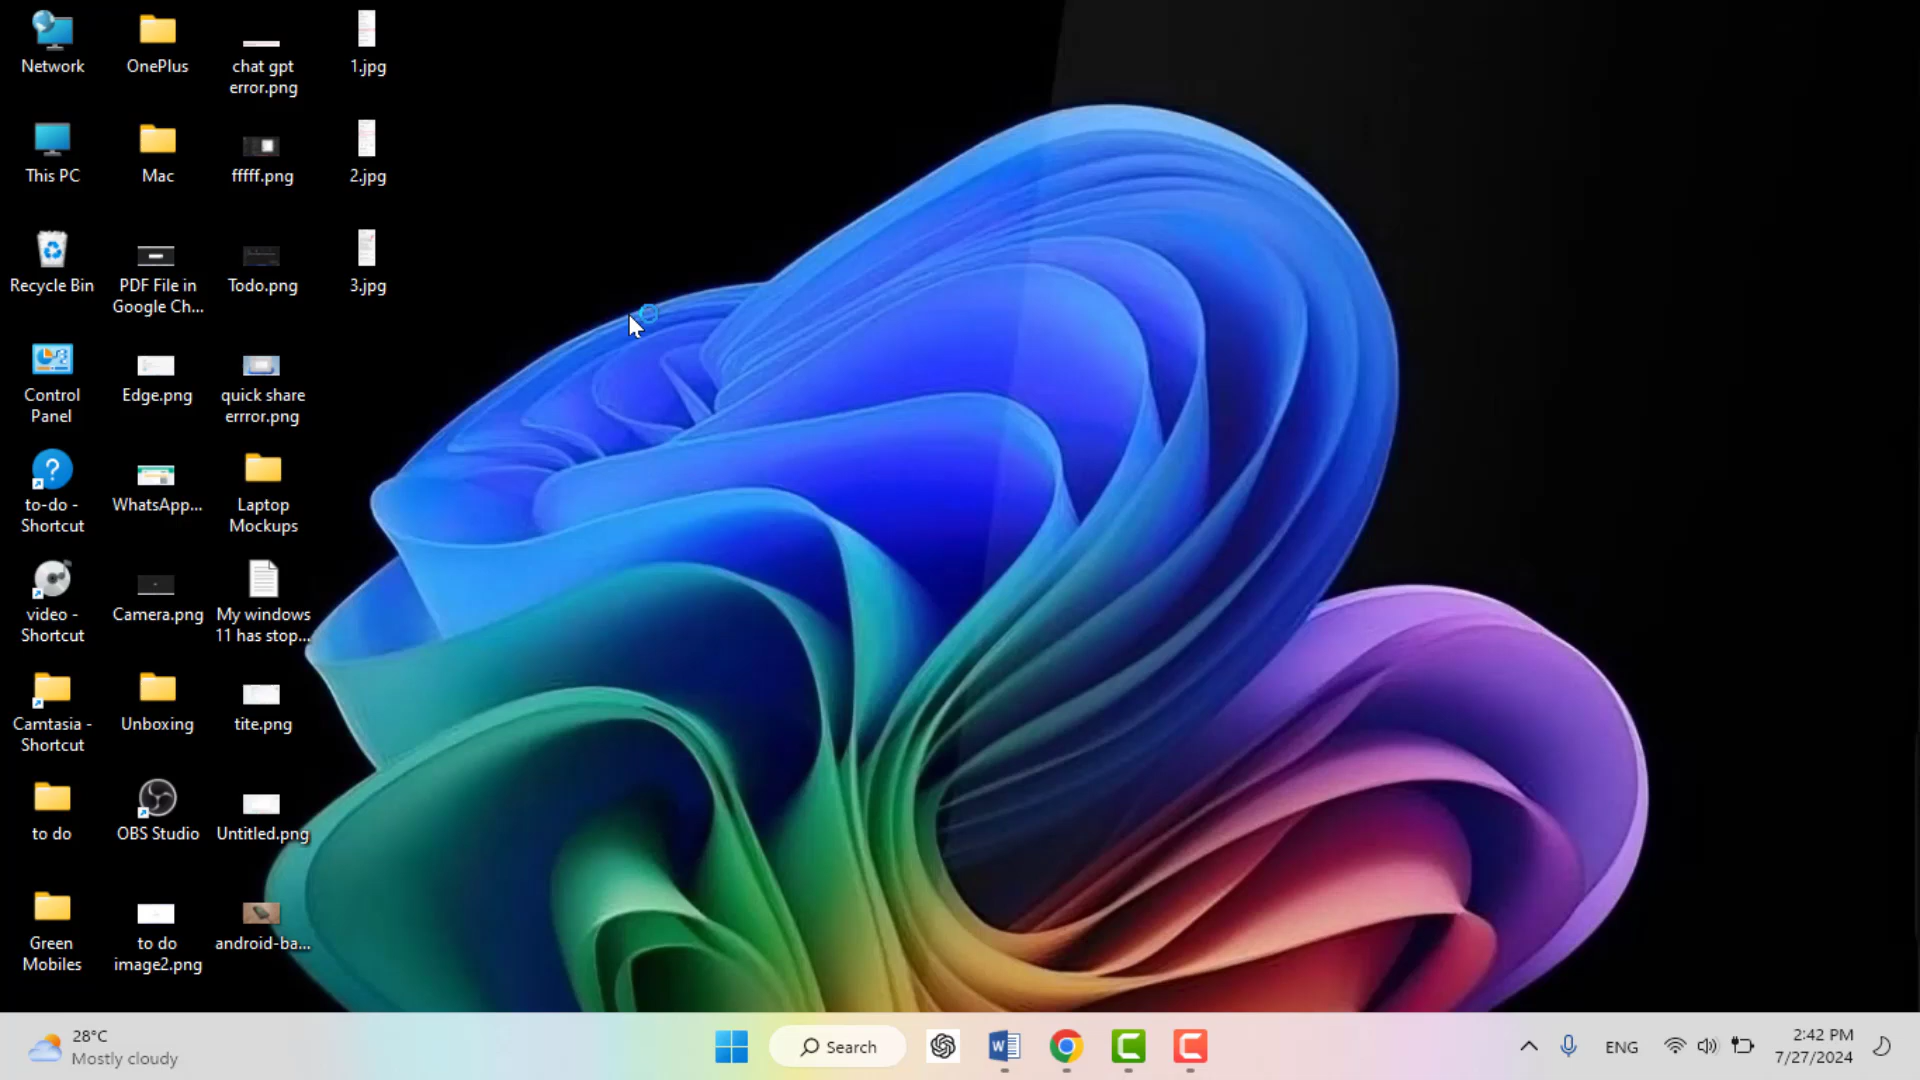 Network
OnePlus
chat gpt
error.png
1.jpg
This PC
Mac
fffff.png
2.jpg
Recycle Bin
PDF File in
Google Ch...
Todo.png
3.jpg
Control
Panel
Edge.png
quick share
errror.png
to-do -
Shortcut
WhatsApp...
Laptop
Mockups
video -
Shortcut
Camera.png
My windows
11 has stop...
Camtasia -
Shortcut
Unboxing
tite.png
to do
OBS Studio
Untitled.png
Green
Mobiles
to do
image2.png
android-ba...
28°C
Mostly cloudy
Search
ENG
2:42 PM
7/27/2024